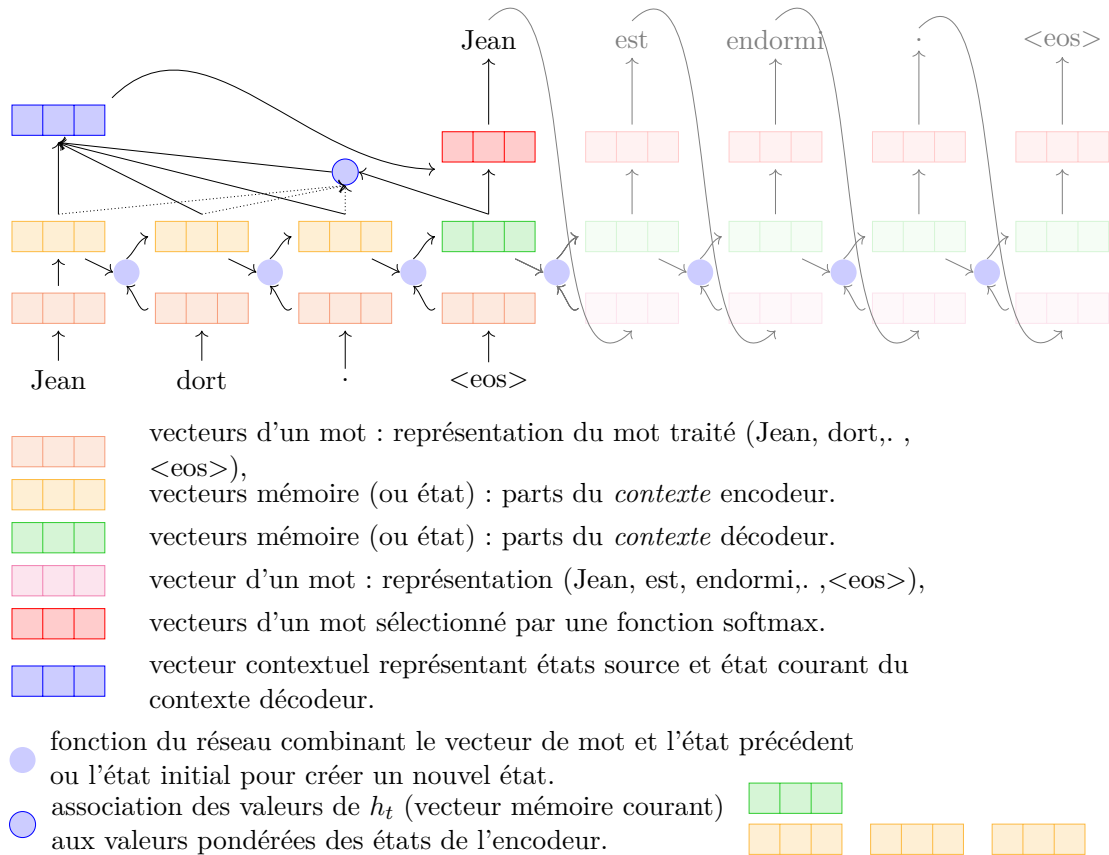 Jean est endormi . <eos>
Jean dort . <eos>
vecteurs d'un mot : représentation du mot traité (Jean, dort,. ,
<eos>),
vecteurs mémoire (ou état) : parts du contexte encodeur.
vecteurs mémoire (ou état) : parts du contexte décodeur.
vecteur d'un mot : représentation (Jean, est, endormi,. ,<eos>),
vecteurs d'un mot sélectionné par une fonction softmax.
vecteur contextuel représentant états source et état courant du
contexte décodeur.
fonction du réseau combinant le vecteur de mot et l'état précédent
ou l'état initial pour créer un nouvel état.
association des valeurs de h_t (vecteur mémoire courant)
aux valeurs pondérées des états de l'encodeur.